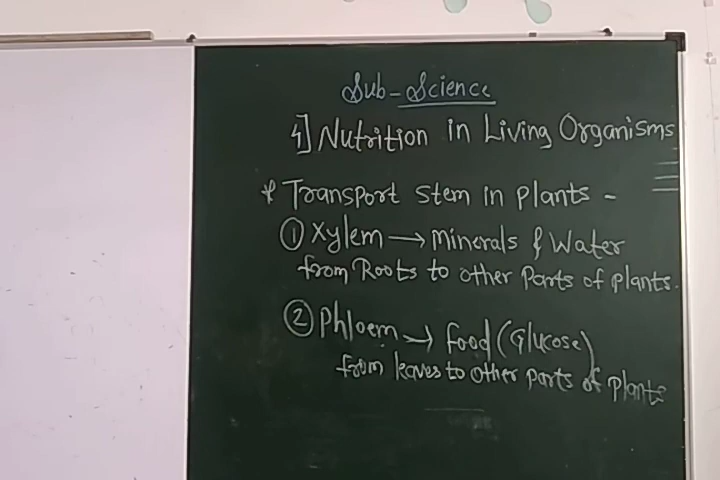 Sub-Science
4] Nutrition in Living Organisms
* Transport stem in plants -
① Xylem → Minerals & Water
from Roots to other Parts of plants.
② Phloem → food (Glucose)
from leaves to other parts of plants